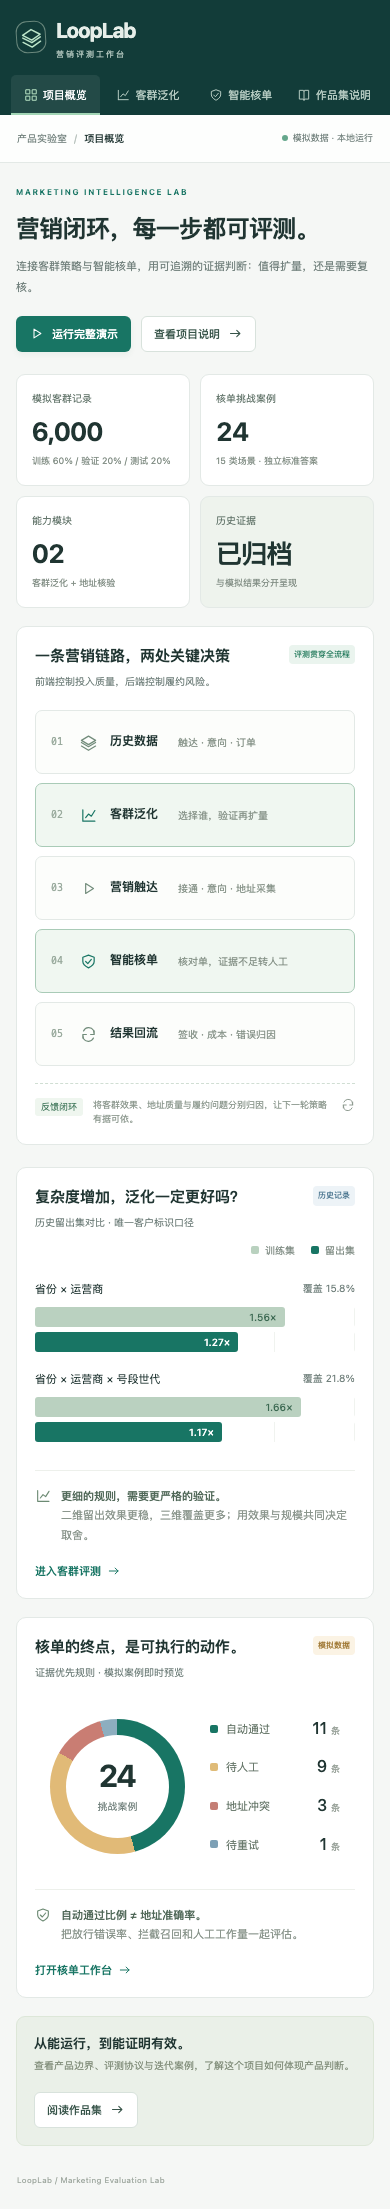 LoopLab
营销评测工作台
项目概览 客群泛化 智能核单 作品集说明
产品实验室 / 项目概览 模拟数据 · 本地运行
MARKETING INTELLIGENCE LAB
营销闭环，每一步都可评测。
连接客群策略与智能核单，用可追溯的证据判断：值得扩量，还是需要复
核。
运行完整演示 查看项目说明 →
模拟客群记录
6,000
训练 60% / 验证 20% / 测试 20%
核单挑战案例
24
15 类场景 · 独立标准答案
能力模块
02
客群泛化 + 地址核验
历史证据
已归档
与模拟结果分开呈现
一条营销链路，两处关键决策 评测贯穿全流程
前端控制投入质量，后端控制履约风险。
01 历史数据 触达 · 意向 · 订单
02 客群泛化 选择谁，验证再扩量
03 营销触达 接通 · 意向 · 地址采集
04 智能核单 核对单，证据不足转人工
05 结果回流 签收 · 成本 · 错误归因
反馈闭环 将客群效果、地址质量与履约问题分别归因，让下一轮策略
有据可依。
复杂度增加，泛化一定更好吗？ 历史记录
历史留出集对比 · 唯一客户标识口径
训练集 留出集
省份 × 运营商 覆盖 15.8%
1.56×
1.27×
省份 × 运营商 × 号段世代 覆盖 21.8%
1.66×
1.17×
更细的规则，需要更严格的验证。
二维留出效果更稳，三维覆盖更多；用效果与规模共同决定
取舍。
进入客群评测 →
核单的终点，是可执行的动作。 模拟数据
证据优先规则 · 模拟案例即时预览
24
挑战案例
自动通过 11 条
待人工 9 条
地址冲突 3 条
待重试 1 条
自动通过比例 ≠ 地址准确率。
把放行错误率、拦截召回和人工工作量一起评估。
打开核单工作台 →
从能运行，到能证明有效。
查看产品边界、评测协议与迭代案例，了解这个项目如何体现产品判断。
阅读作品集 →
LoopLab / Marketing Evaluation Lab